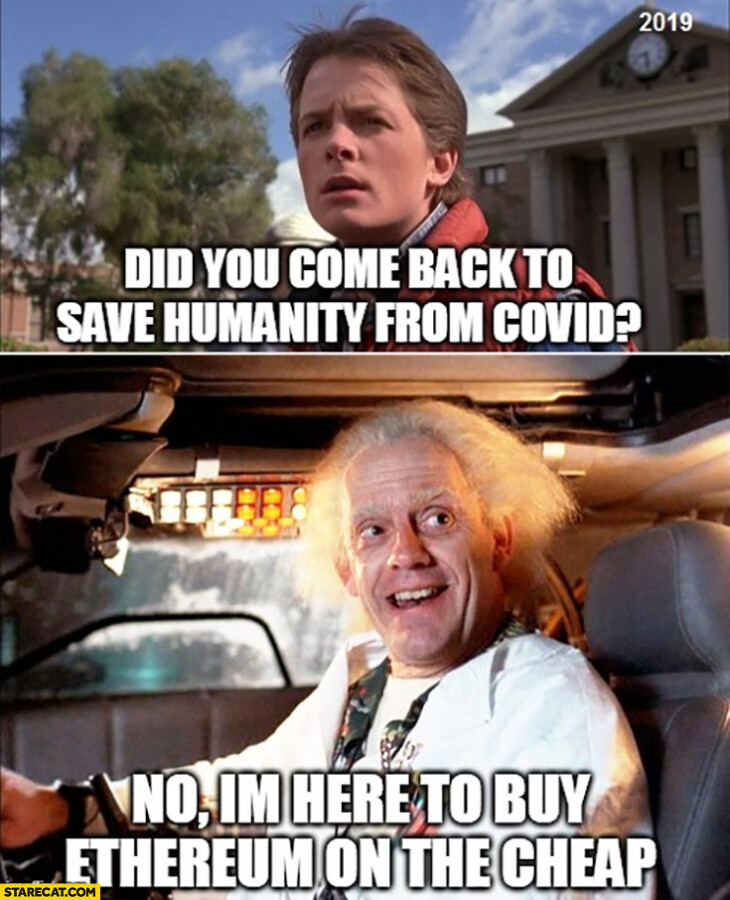 2019
DID YOU COME BACK TO
SAVE HUMANITY FROM COVID?
NO, IM HERE TO BUY
ETHEREUM ON THE CHEAP
STARECAT.COM